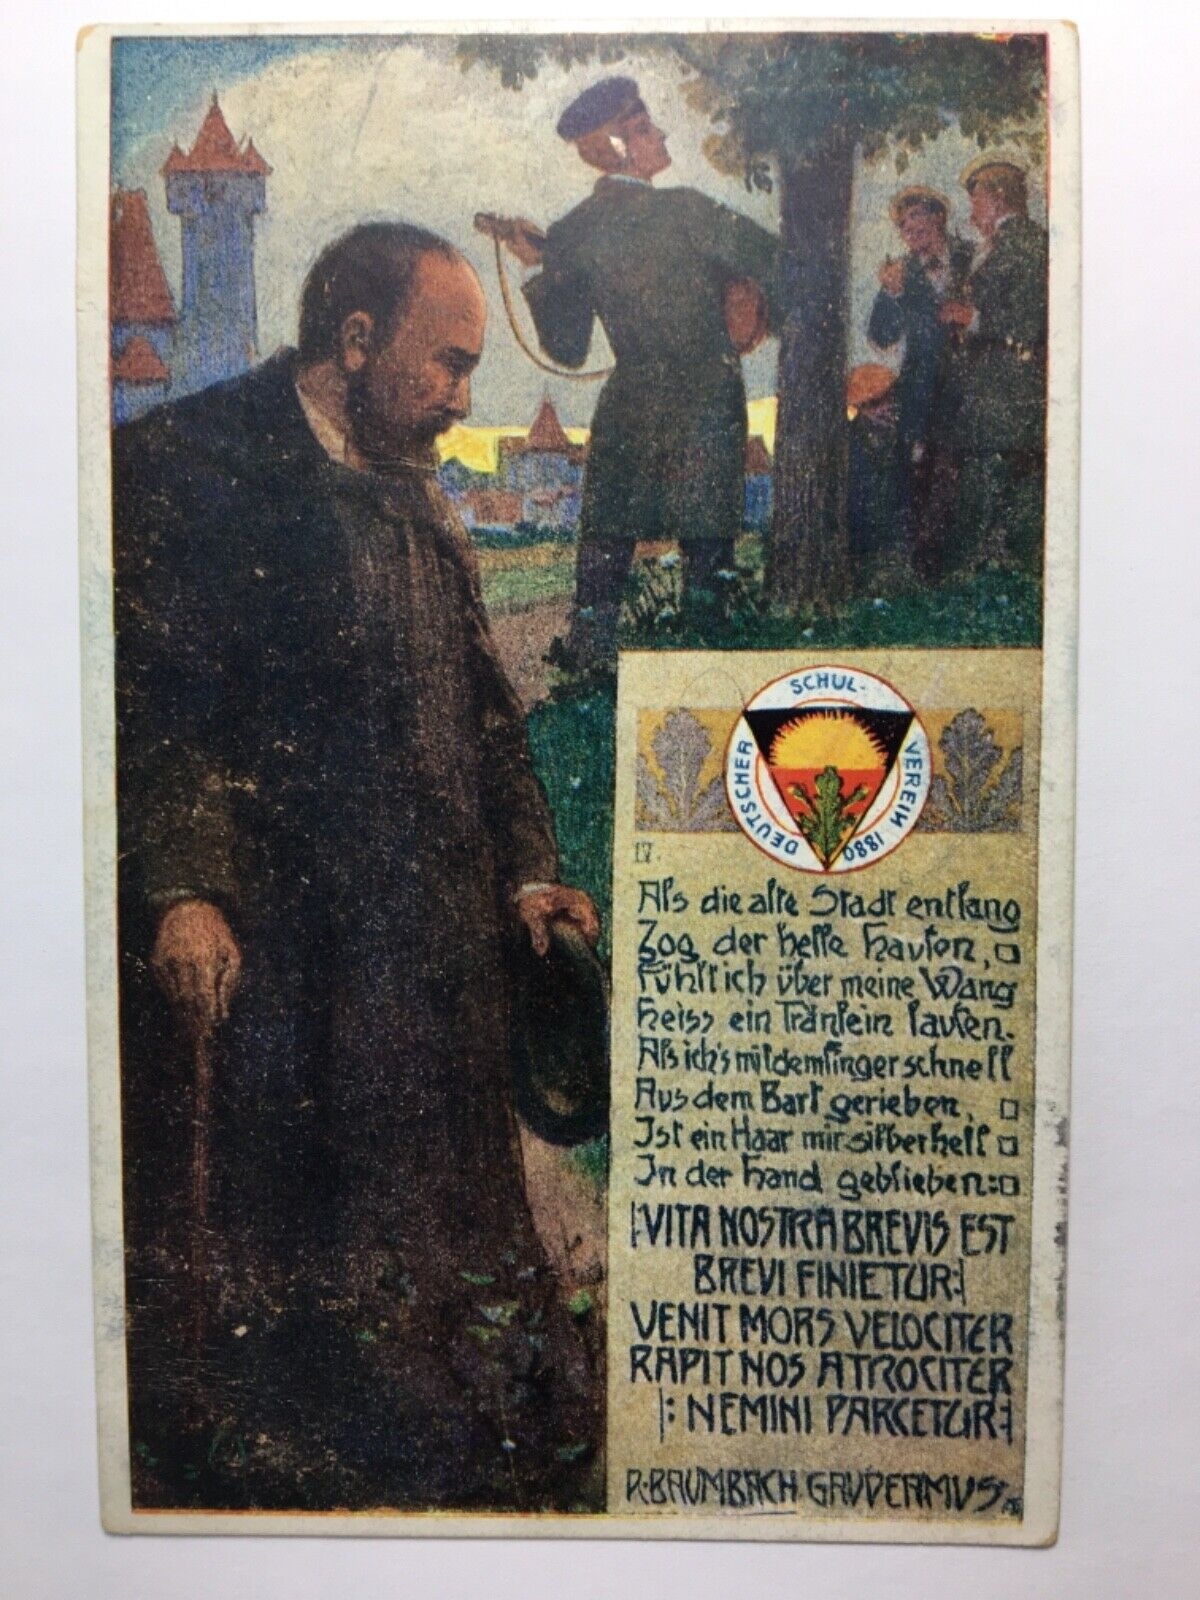 DEUTSCHER SCHUL-VEREIN 1880
IV.
Als die alte Stadt entlang
Zog der helle Haufen,
Fühlt ich über meine Wang
Heiss ein Tränlein laufen.
Als ich's mit dem Finger schnell
Aus dem Bart gerieben,
Ist ein Haar mir silberhell
In der Hand geblieben:
|:VITA NOSTRA BREVIS EST
BREVI FINIETUR:|
VENIT MORS VELOCITER
RAPIT NOS ATROCITER
|: NEMINI PARCETUR:|
R. BAUMBACH. GAUDEAMUS